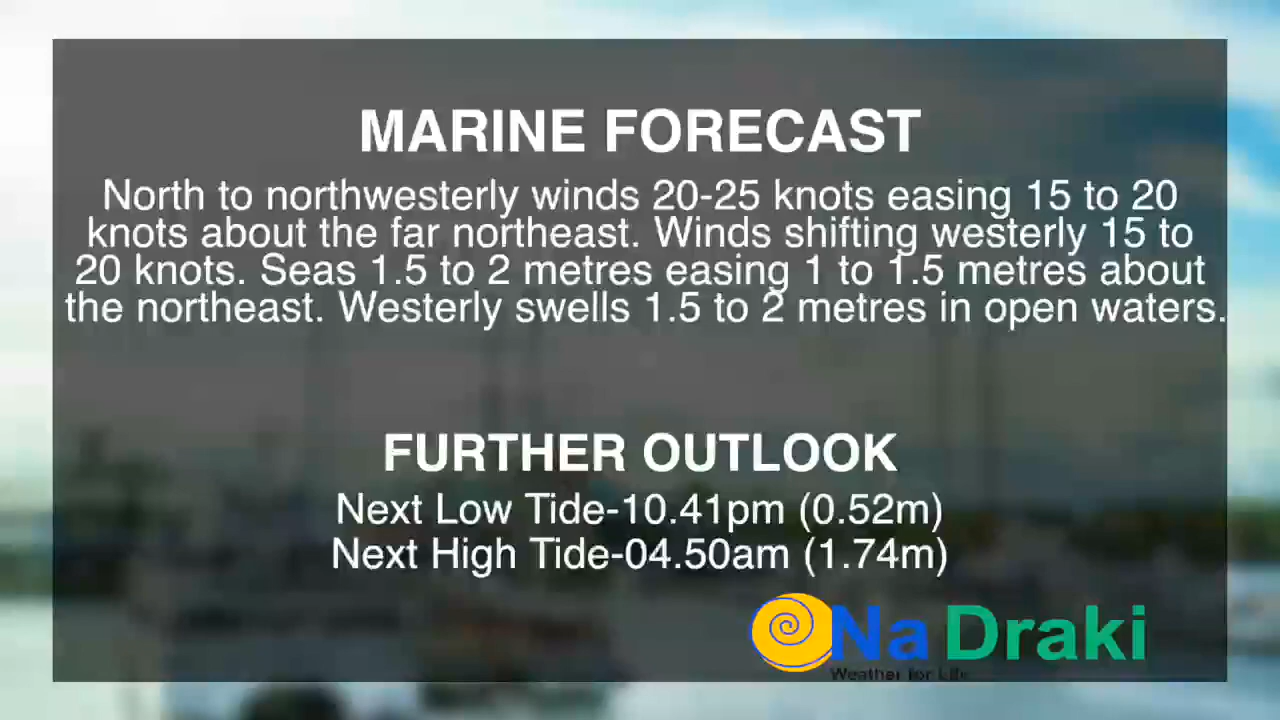 MARINE FORECAST
North to northwesterly winds 20-25 knots easing 15 to 20
knots about the far northeast. Winds shifting westerly 15 to
20 knots. Seas 1.5 to 2 metres easing 1 to 1.5 metres about
the northeast. Westerly swells 1.5 to 2 metres in open waters.
FURTHER OUTLOOK
Next Low Tide-10.41pm (0.52m)
Next High Tide-04.50am (1.74m)
Na Draki
Weather for Life